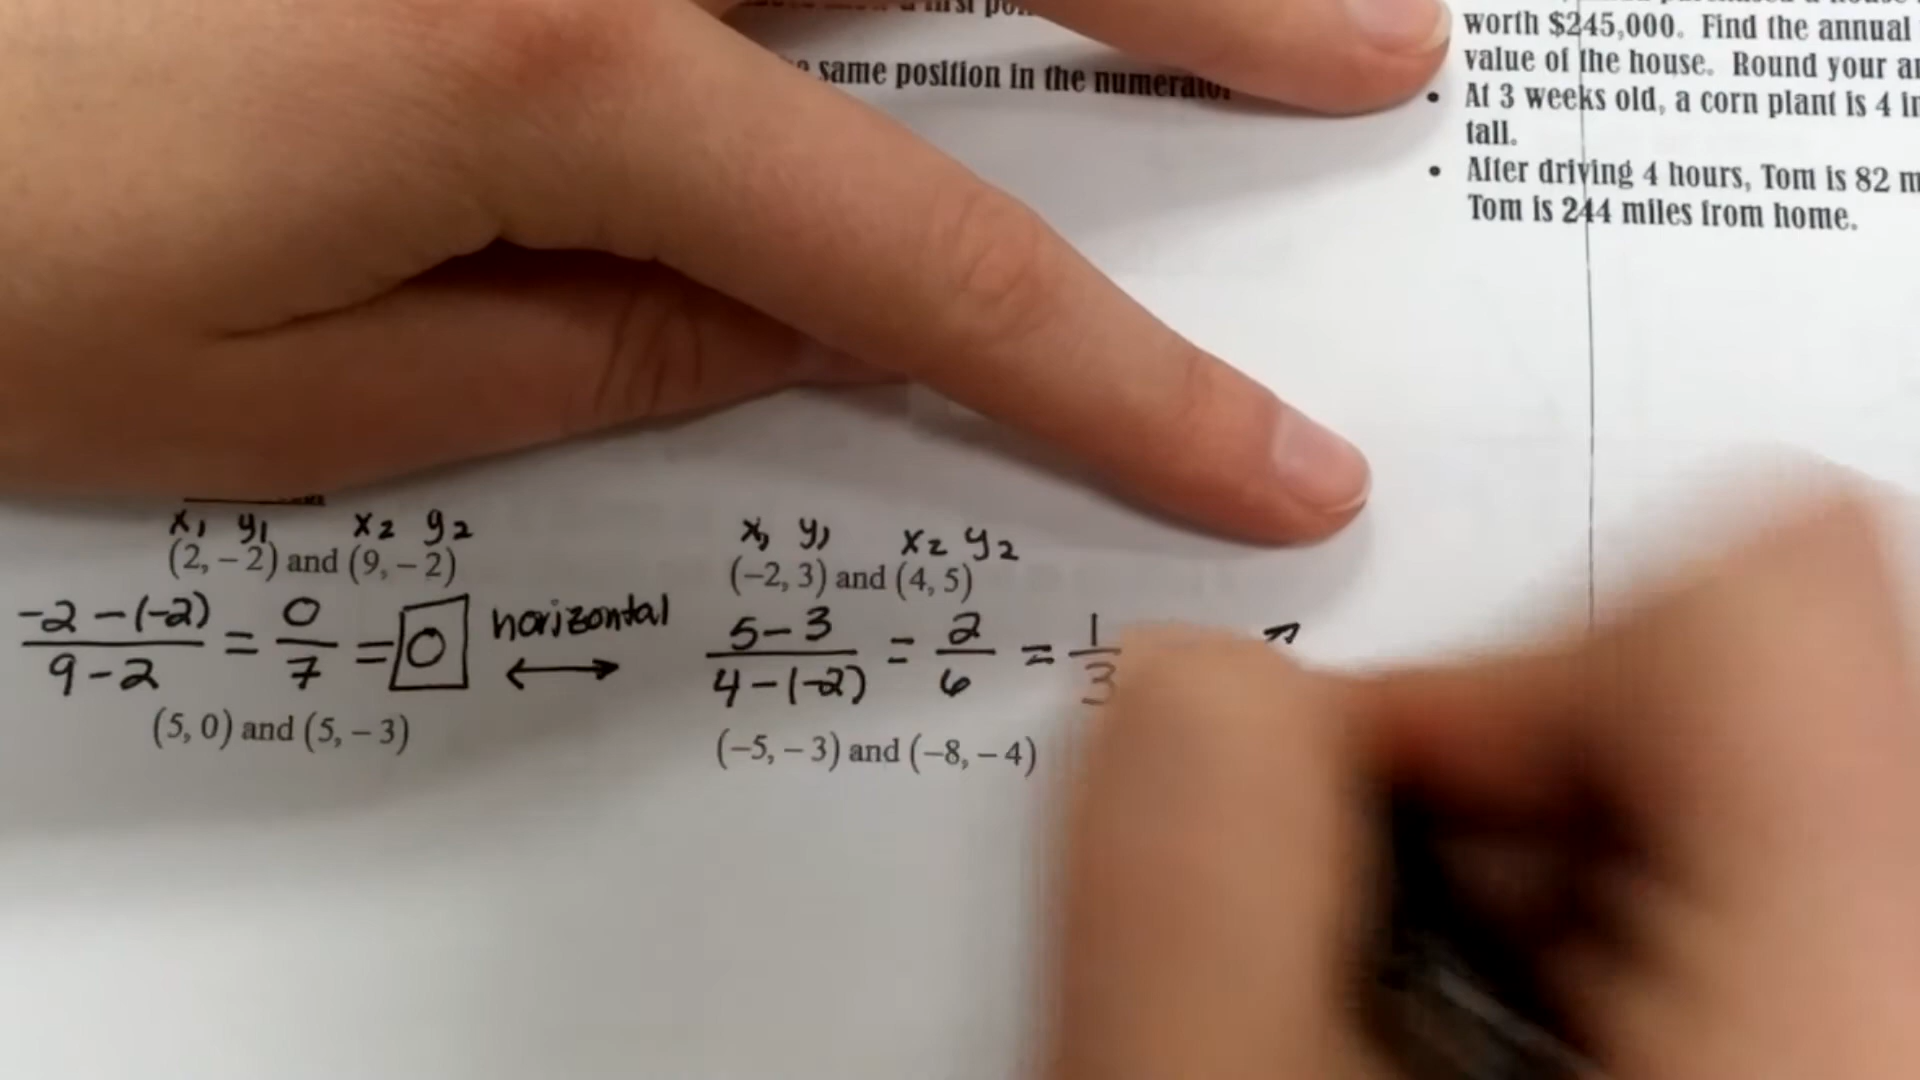 same position in the numerator
worth $245,000. Find the annual
value of the house. Round your
• At 3 weeks old, a corn plant is 4
tall.
• After driving 4 hours, Tom is 82
Tom is 244 miles from home.
x₁ y₁ x₂ y₂
(2, – 2) and (9, – 2)
-2 -(-2) / 9-2 = 0/7 = 0 horizontal ↔
(5, 0) and (5, – 3)
x₁ y₁ x₂ y₂
(–2, 3) and (4, 5)
5-3 / 4-(-2) = 2/6 = 1/3
(–5, – 3) and (–8, – 4)